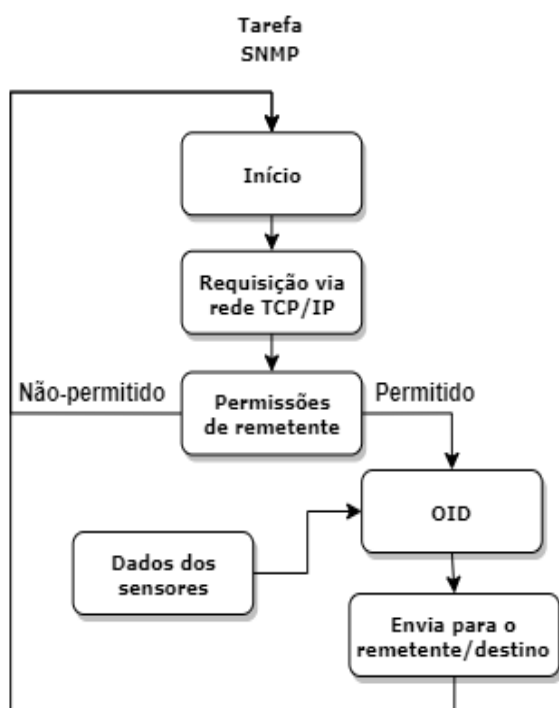 Tarefa
SNMP
Início
Requisição via
rede TCP/IP
Não-permitido
Permissões
de remetente
Permitido
OID
Dados dos
sensores
Envia para o
remetente/destino